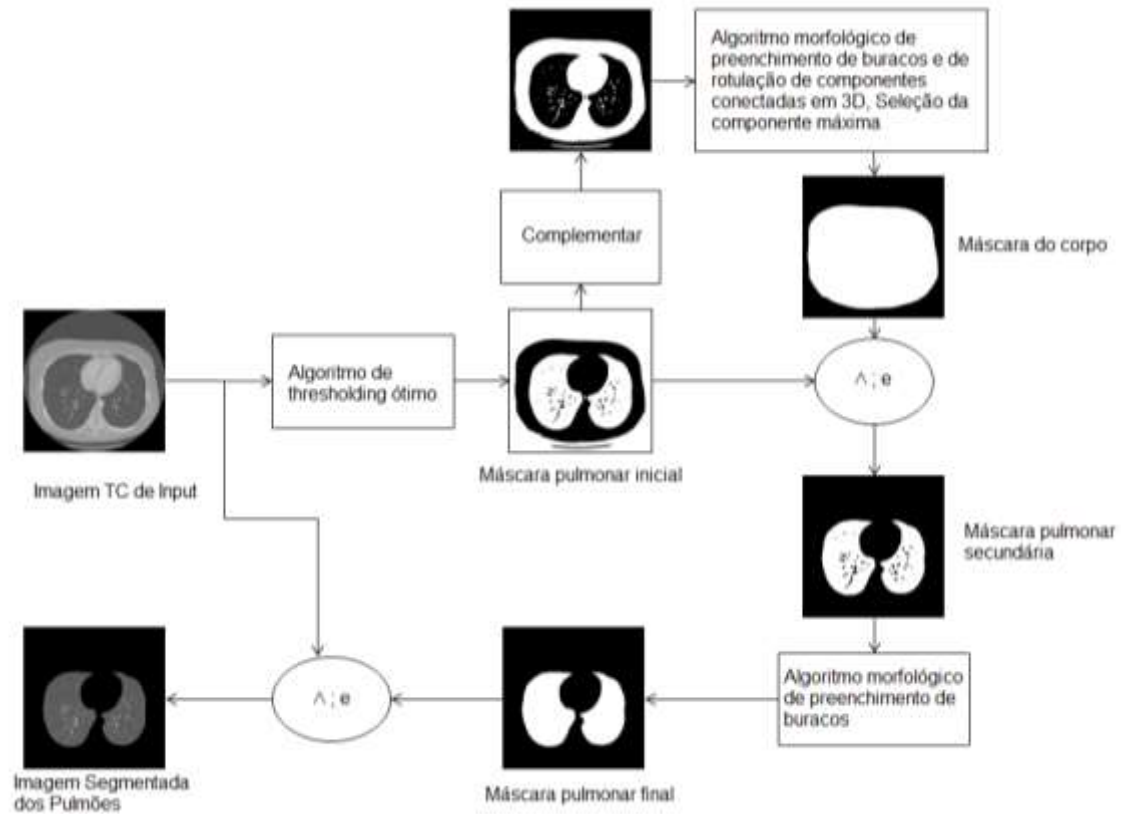 Algoritmo morfológico de
preenchimento de buracos e de
rotulação de componentes
conectadas em 3D, Seleção da
componente máxima
Complementar
Máscara do corpo
Algoritmo de
thresholding ótimo
∧ ; e
Imagem TC de Input
Máscara pulmonar inicial
Máscara pulmonar
secundária
Algoritmo morfológico
de preenchimento de
buracos
∧ ; e
Imagem Segmentada
dos Pulmões
Máscara pulmonar final